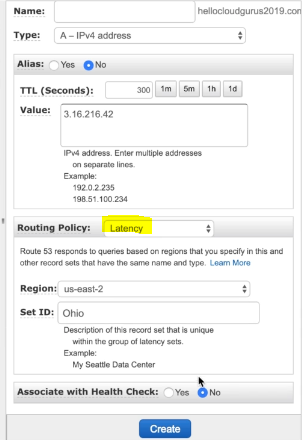 Name: hellocloudgurus2019.con
Type: A – IPv4 address
Alias: Yes No
TTL (Seconds): 300 1m 5m 1h 1d
Value: 3.16.216.42
IPv4 address. Enter multiple addresses
on separate lines.
Example:
192.0.2.235
198.51.100.234
Routing Policy: Latency
Route 53 responds to queries based on regions that you specify in this and
other record sets that have the same name and type. Learn More
Region: us-east-2
Set ID: Ohio
Description of this record set that is unique
within the group of latency sets.
Example:
My Seattle Data Center
Associate with Health Check: Yes No
Create